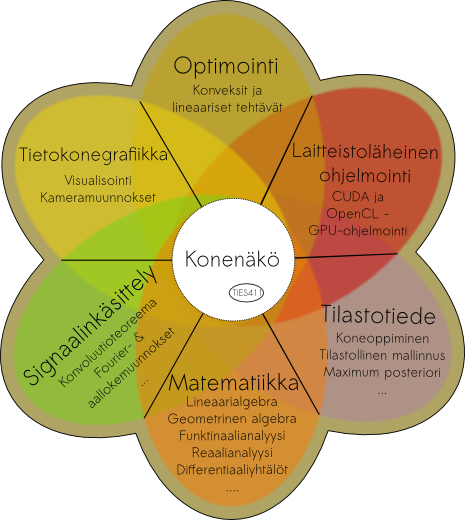 Optimointi
Konveksit ja
lineaariset tehtävät
Laitteistoläheinen
ohjelmointi
CUDA ja
OpenCL -
GPU-ohjelmointi
Tietokonegrafiikka
Visualisointi
Kameramuunnokset
Konenäkö
TIES411
Tilastotiede
Koneoppiminen
Tilastollinen mallinnus
Maximum posteriori
...
Signaalinkäsittely
Konvoluutioteoreema
Fourier- &
aallokemuunnokset
...
Matematiikka
Lineaarialgebra
Geometrinen algebra
Funktinaalianalyysi
Reaalianalyysi
Differentiaaliyhtälöt
....